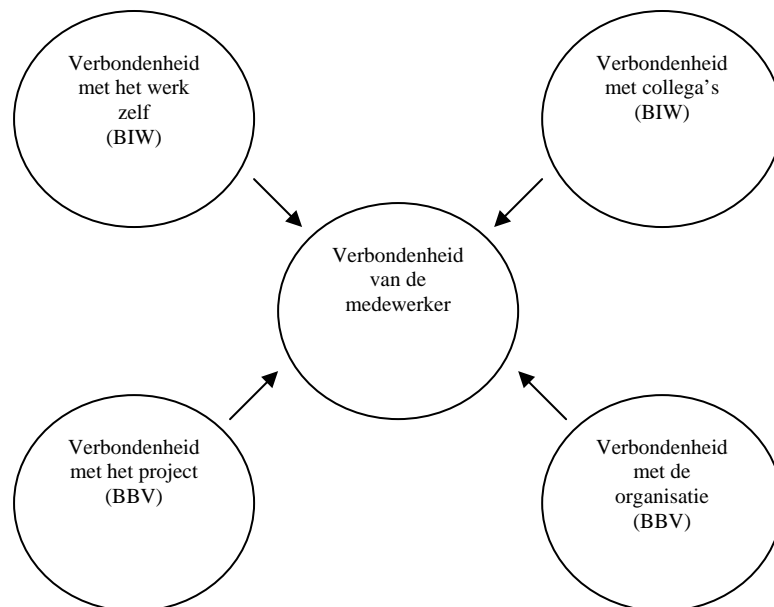 Verbondenheid
met het werk
zelf
(BIW)
Verbondenheid
met collega’s
(BIW)
Verbondenheid
van de
medewerker
Verbondenheid
met het project
(BBV)
Verbondenheid
met de
organisatie
(BBV)